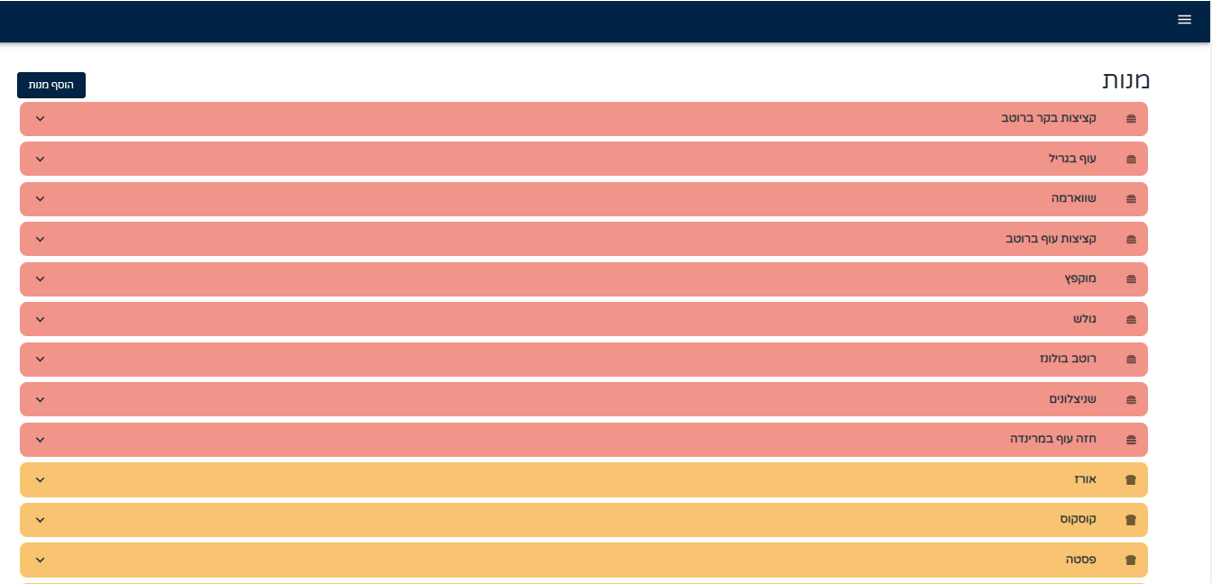 מנות
הוסף מנות
קציצות בקר ברוטב
עוף בגריל
שווארמה
קציצות עוף ברוטב
מוקפץ
גולש
רוטב בולונז
שניצלונים
חזה עוף במרינדה
אורז
קוסקוס
פסטה